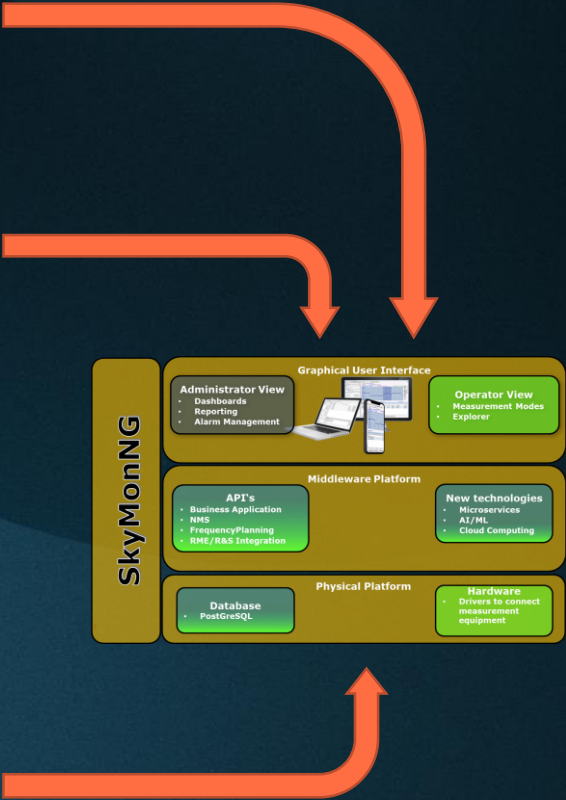 SkyMonNG
Graphical User Interface
Administrator View
• Dashboards
• Reporting
• Alarm Management
Operator View
• Measurement Modes
• Explorer
Middleware Platform
API's
• Business Application
• NMS
• FrequencyPlanning
• RME/R&S Integration
New technologies
• Microservices
• AI/ML
• Cloud Computing
Physical Platform
Database
• PostGreSQL
Hardware
• Drivers to connect
measurement
equipment